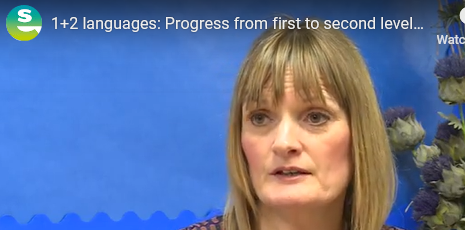 S
1+2 languages: Progress from first to second level...
Watc